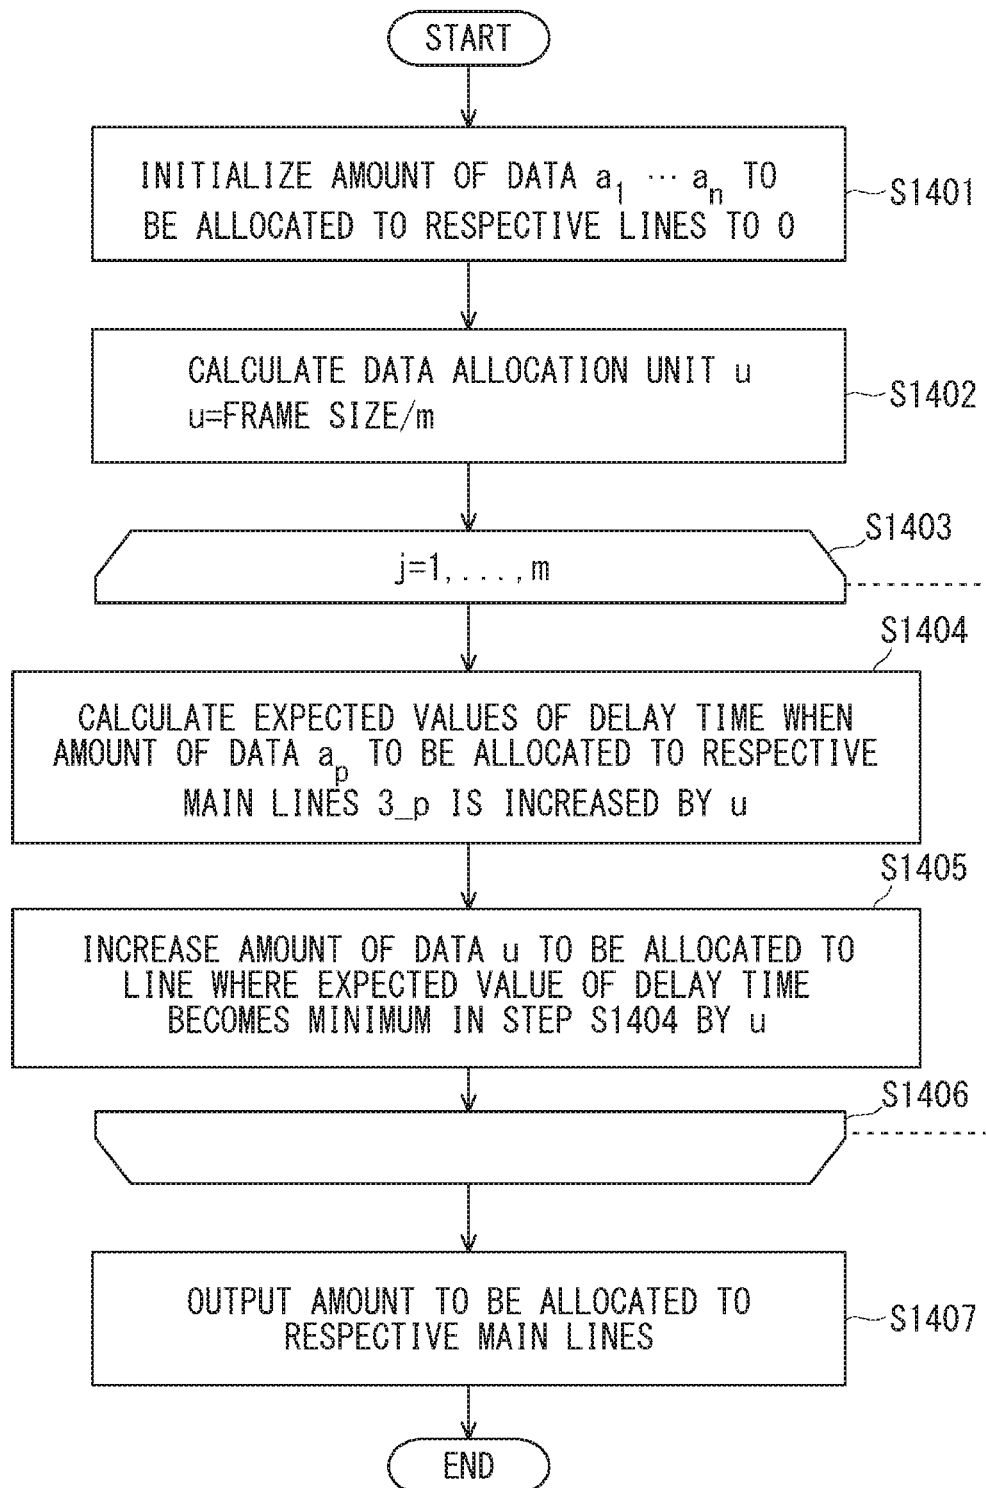 START
INITIALIZE AMOUNT OF DATA a₁ ⋯ aₙ TO
BE ALLOCATED TO RESPECTIVE LINES TO 0
S1401
CALCULATE DATA ALLOCATION UNIT u
u=FRAME SIZE/m
S1402
S1403
j=1,...,m
S1404
CALCULATE EXPECTED VALUES OF DELAY TIME WHEN
AMOUNT OF DATA aₚ TO BE ALLOCATED TO RESPECTIVE
MAIN LINES 3_p IS INCREASED BY u
S1405
INCREASE AMOUNT OF DATA u TO BE ALLOCATED TO
LINE WHERE EXPECTED VALUE OF DELAY TIME
BECOMES MINIMUM IN STEP S1404 BY u
S1406
OUTPUT AMOUNT TO BE ALLOCATED TO
RESPECTIVE MAIN LINES
S1407
END